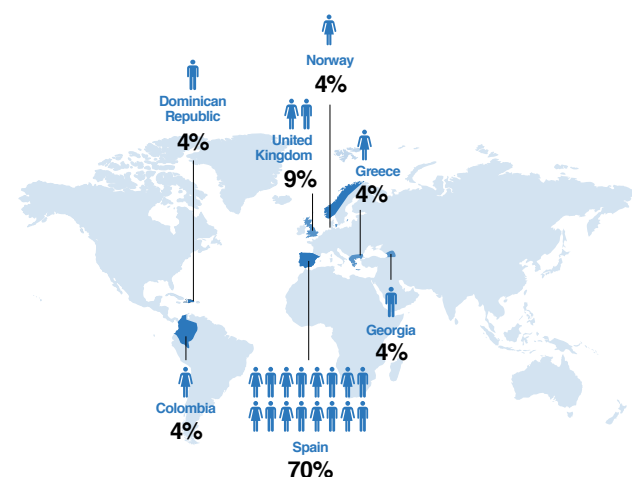 Norway
4%
Dominican
Republic
4%
United
Kingdom
9%
Greece
4%
Georgia
4%
Colombia
4%
Spain
70%